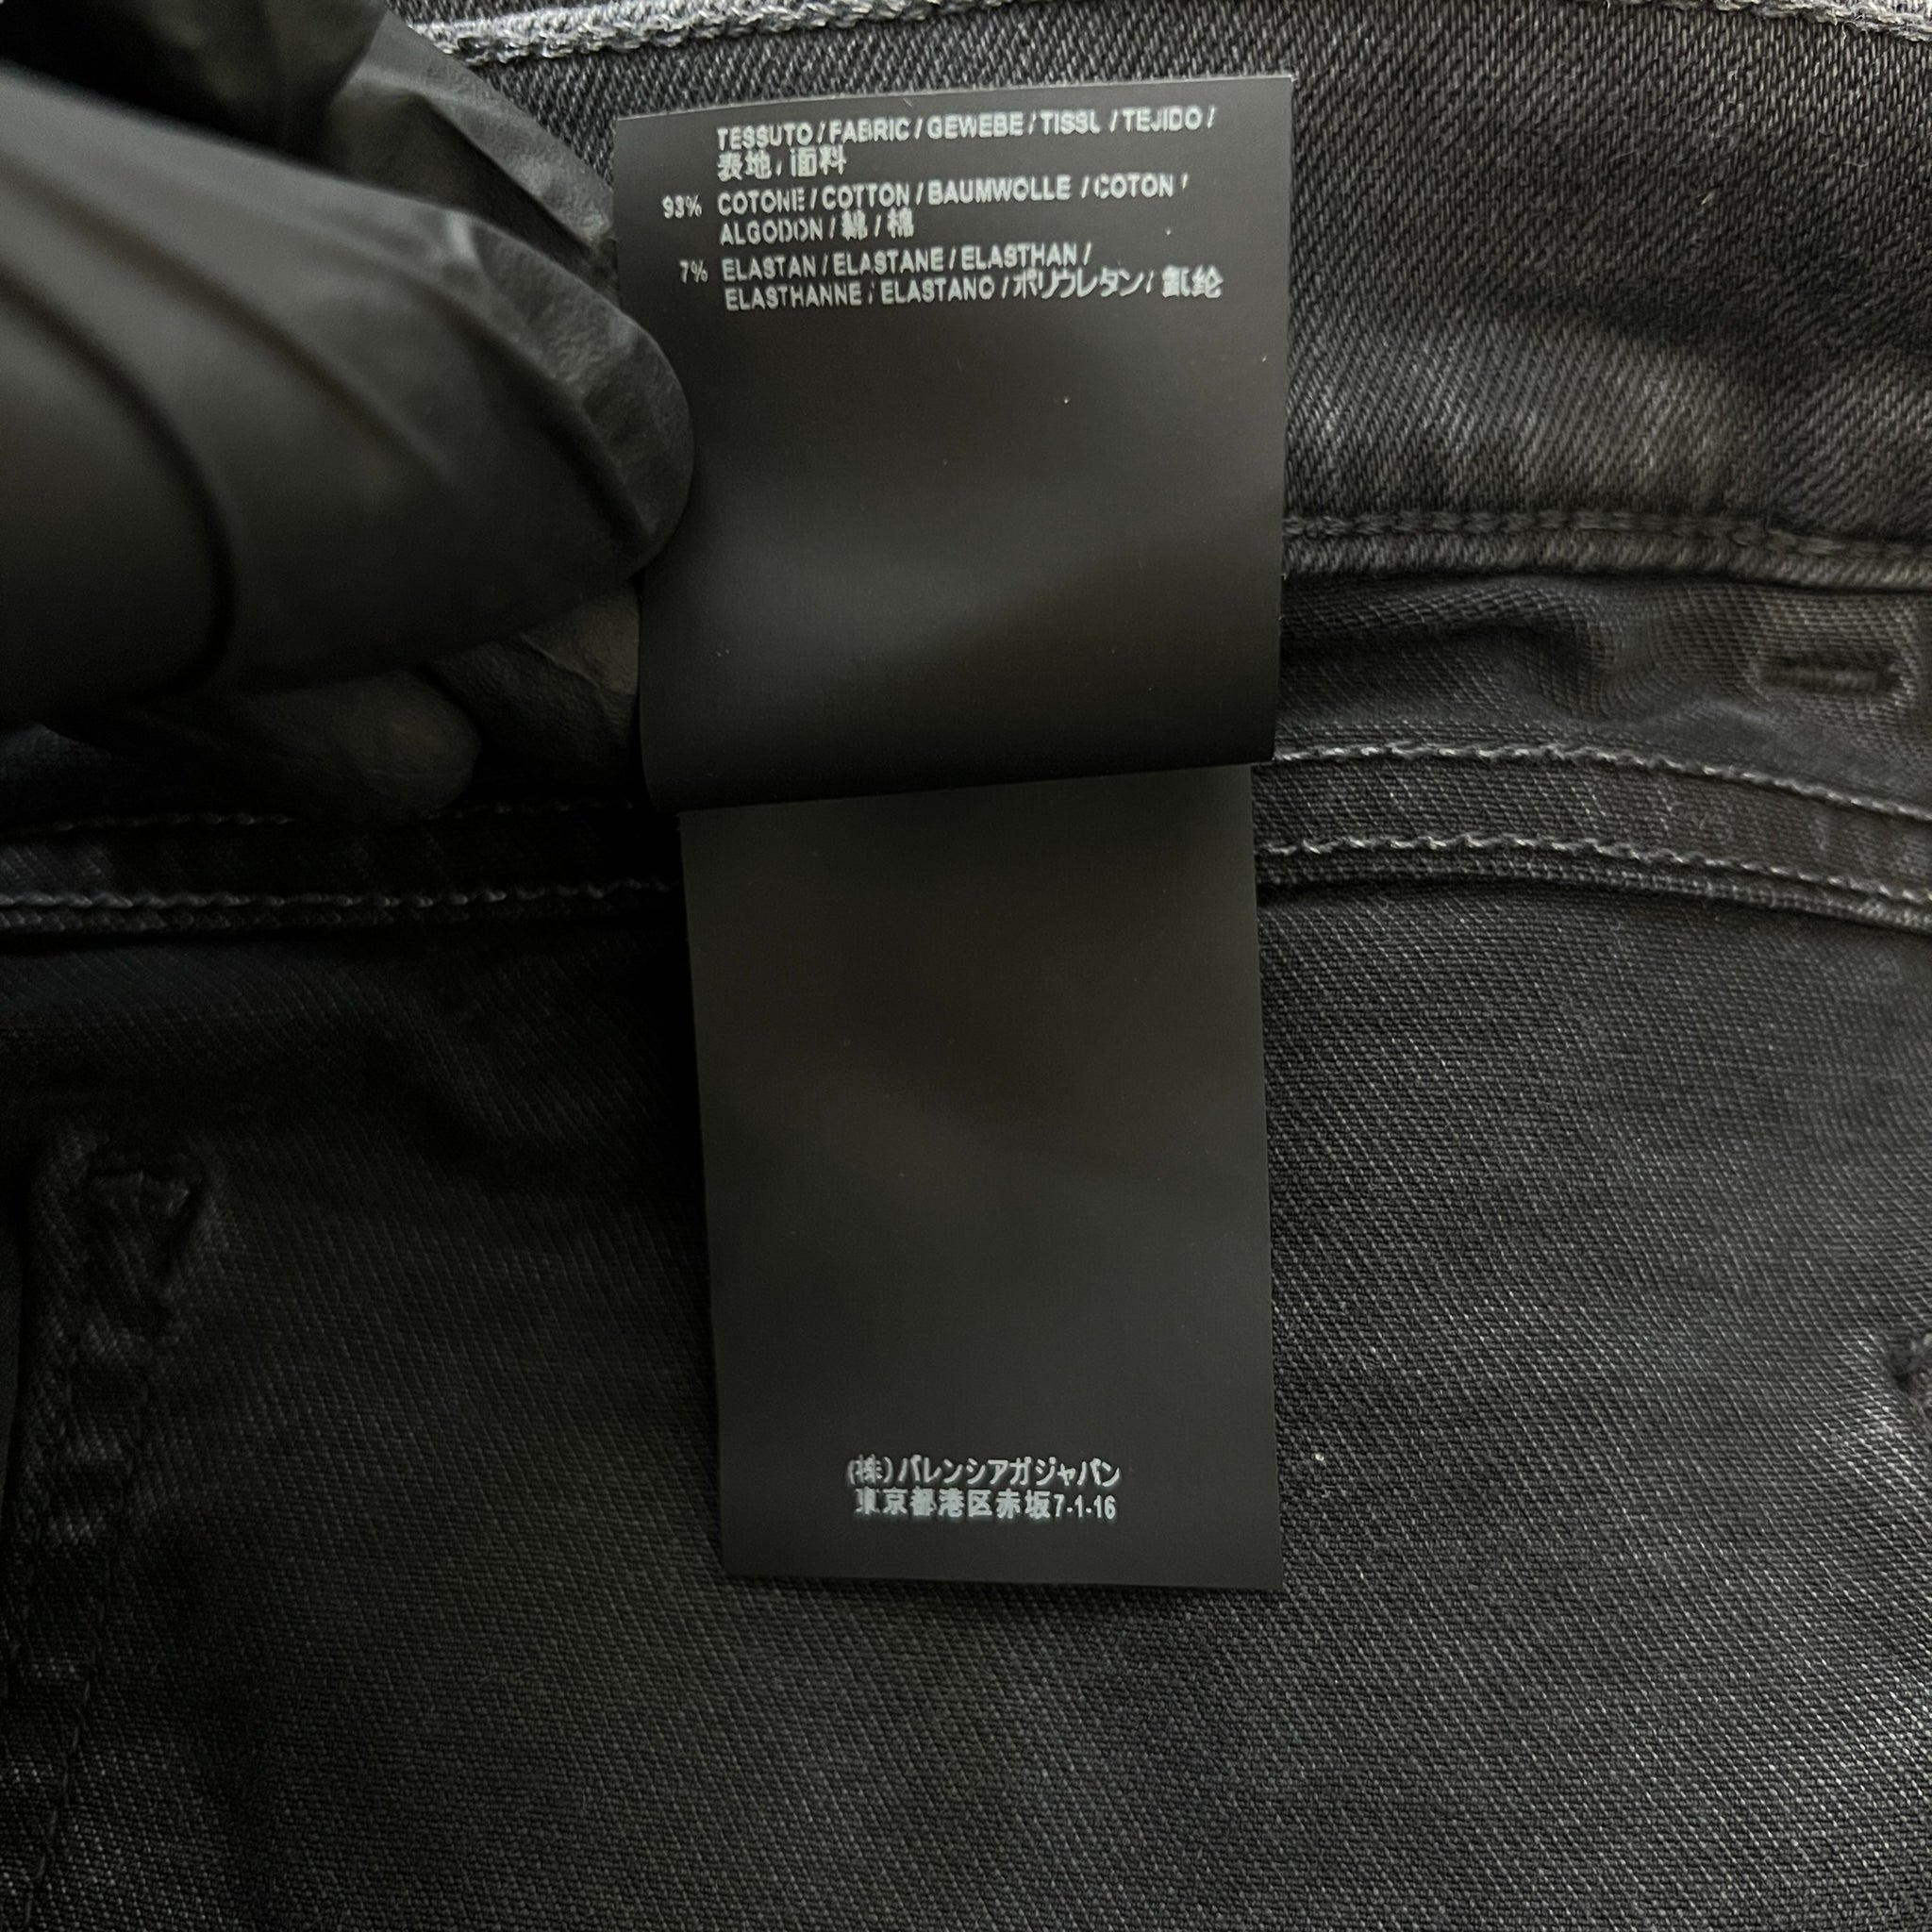 TESSUTO / FABRIC / GEWEBE / TISSU / TEJIDO /
表地 / 面料
93% COTONE / COTTON / BAUMWOLLE / COTON /
ALGODON / 綿 / 棉
7% ELASTAN / ELASTANE / ELASTHAN /
ELASTHANNE / ELASTANO / ポリウレタン / 氨纶
(株)バレンシアガジャパン
東京都港区赤坂7-1-16